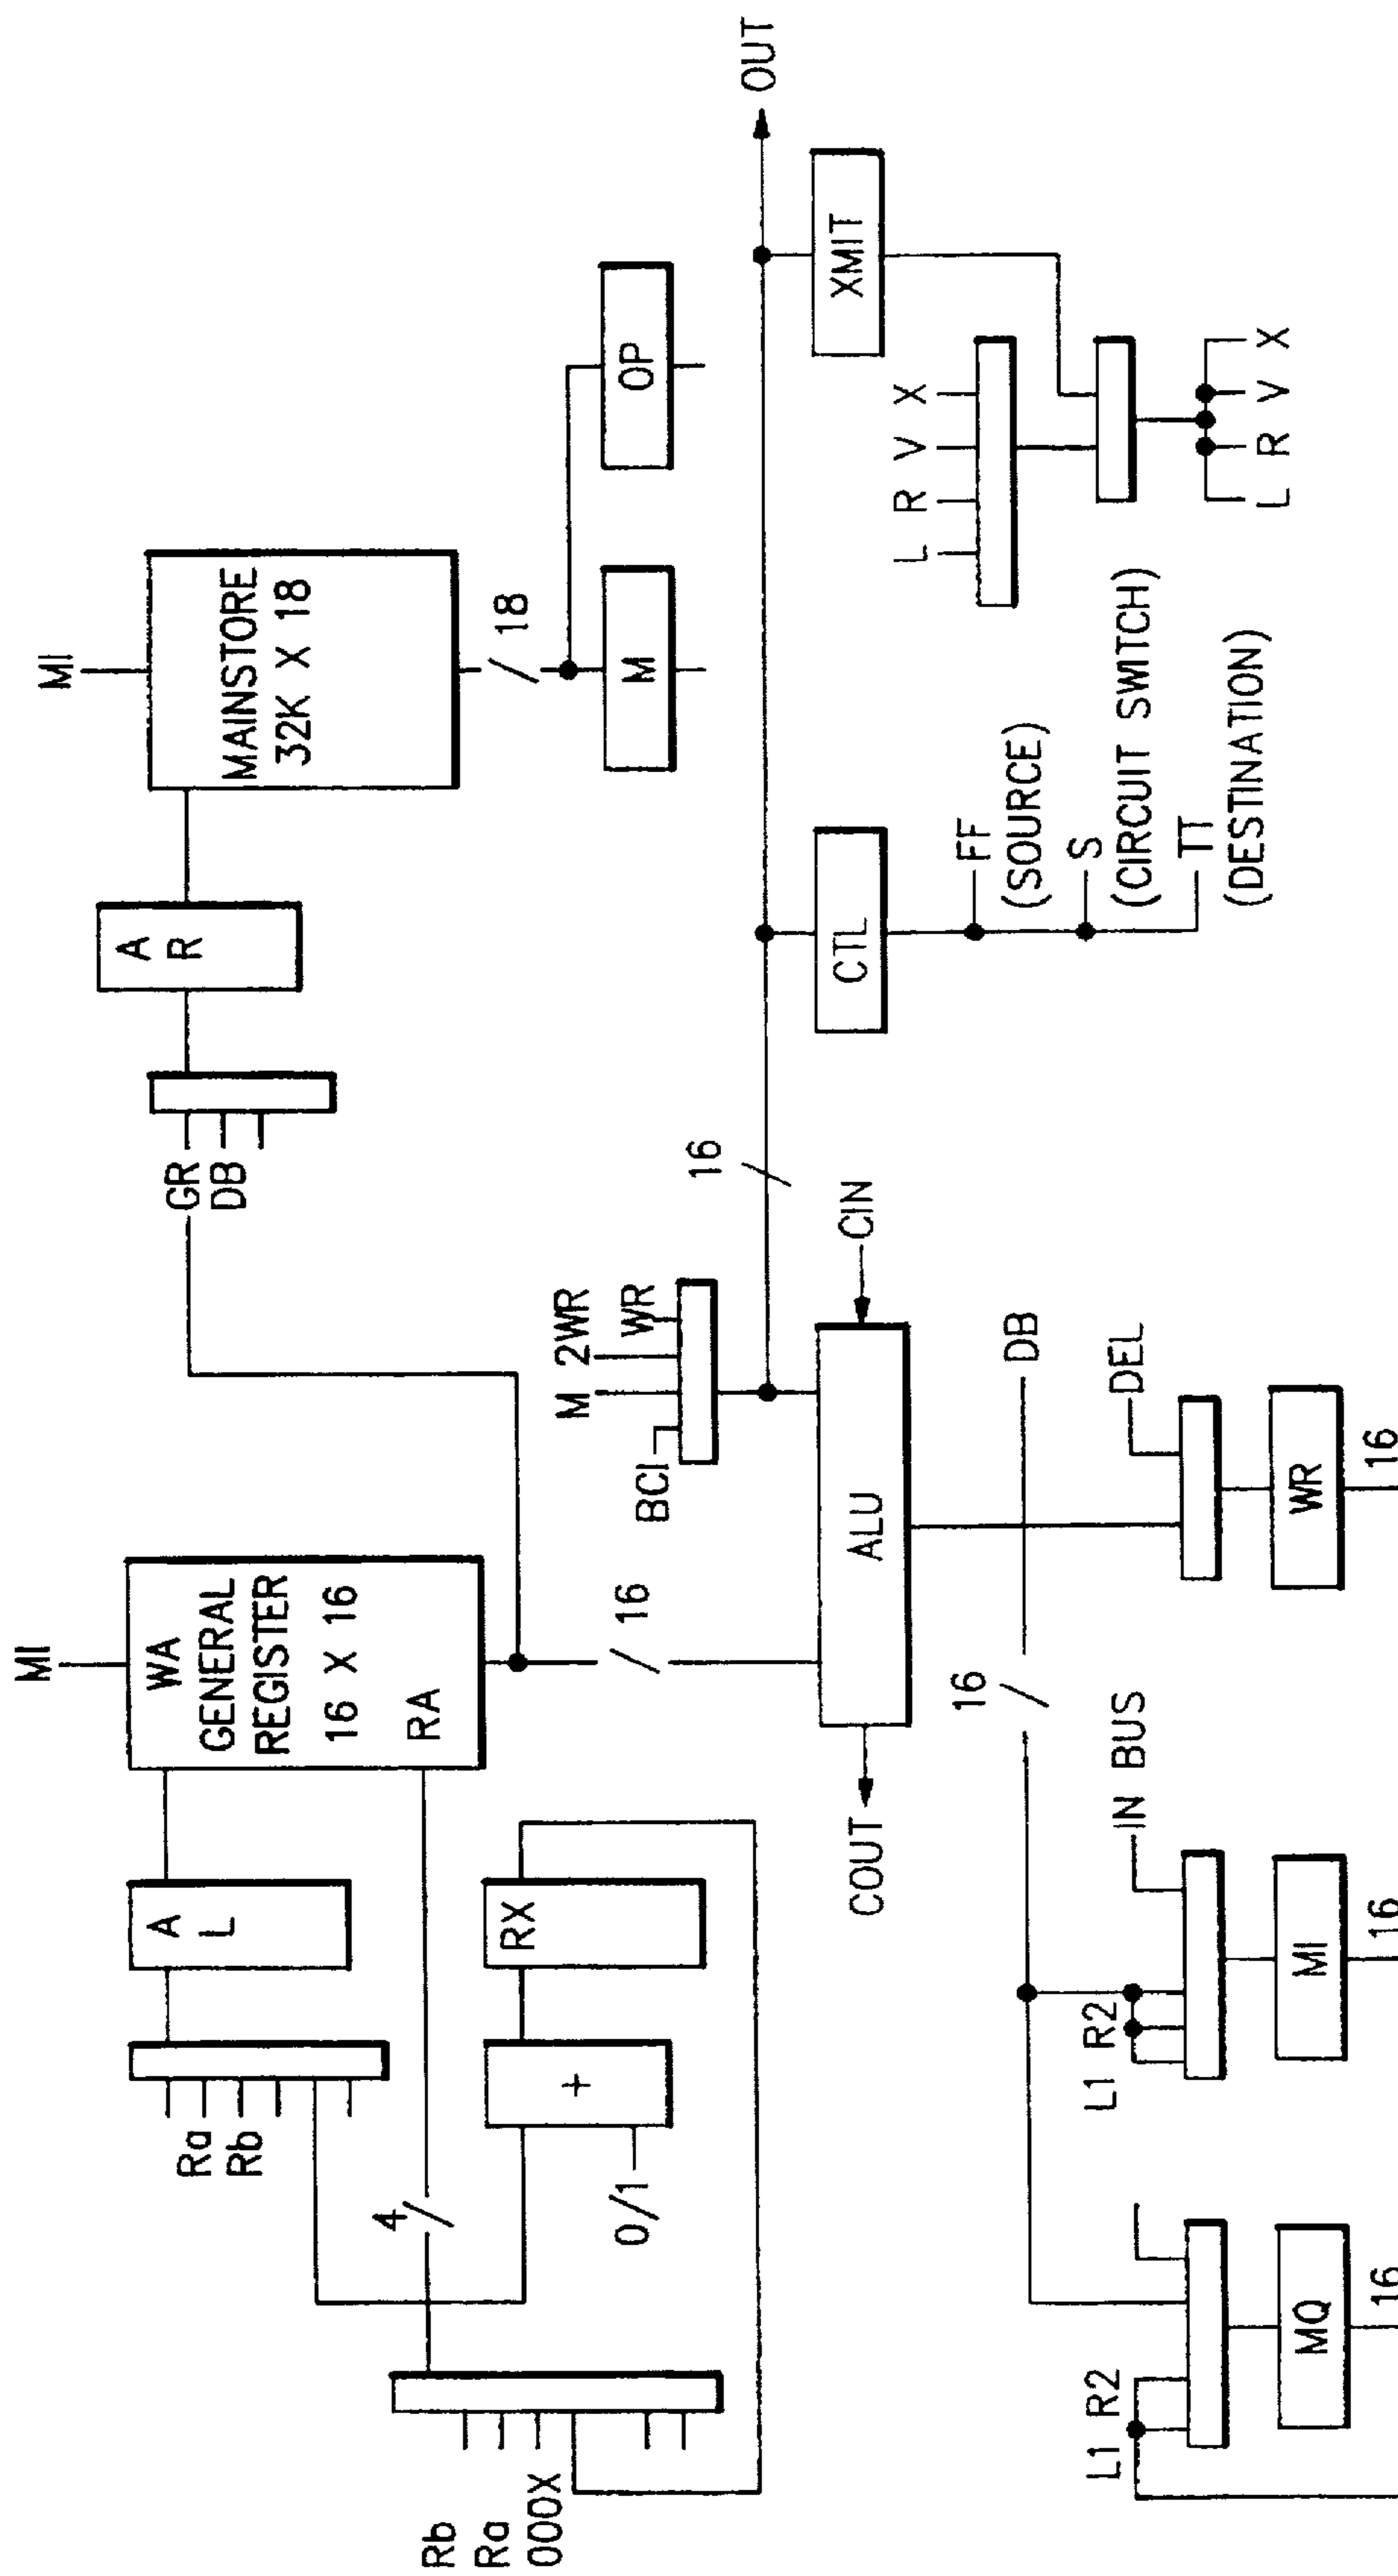 MI
MI
WA
GENERAL
REGISTER
16 X 16
RA
A
L
Ra
Rb
4
RX
+
0/1
Rb
Ra
000X
GR
DB
A
R
MAINSTORE
32K X 18
18
M
OP
16
BCI
M
2WR
WR
16
ALU
CIN
COUT
OUT
CTL
FF
(SOURCE)
S
(CIRCUIT SWITCH)
TT
(DESTINATION)
XMIT
L R V X
L R V X
DB
16
DEL
WR
16
IN BUS
L1 R2
MI
16
L1 R2
MQ
16